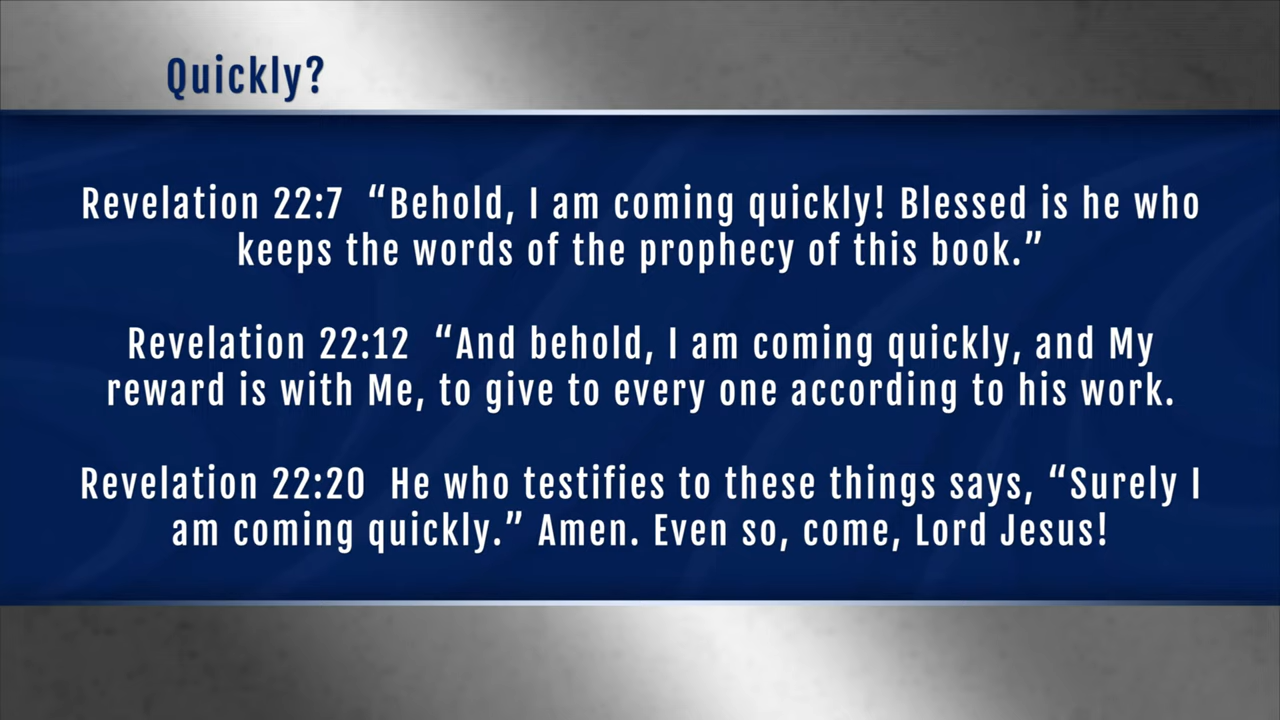 Quickly?
Revelation 22:7 “Behold, I am coming quickly! Blessed is he who
keeps the words of the prophecy of this book.”
Revelation 22:12 “And behold, I am coming quickly, and My
reward is with Me, to give to every one according to his work.
Revelation 22:20 He who testifies to these things says, “Surely I
am coming quickly.” Amen. Even so, come, Lord Jesus!